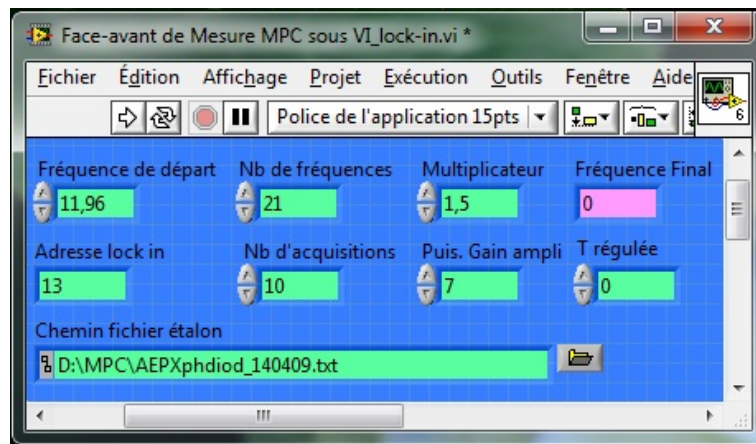 Face-avant de Mesure MPC sous VI_lock-in.vi *
Fichier Édition Affichage Projet Exécution Outils Fenêtre Aide
Police de l'application 15pts
6
Fréquence de départ Nb de fréquences Multiplicateur Fréquence Final
11,96 21 1,5 0
Adresse lock in Nb d'acquisitions Puis. Gain ampli T régulée
13 10 7 0
Chemin fichier étalon
D:\MPC\AEPXphdiod_140409.txt